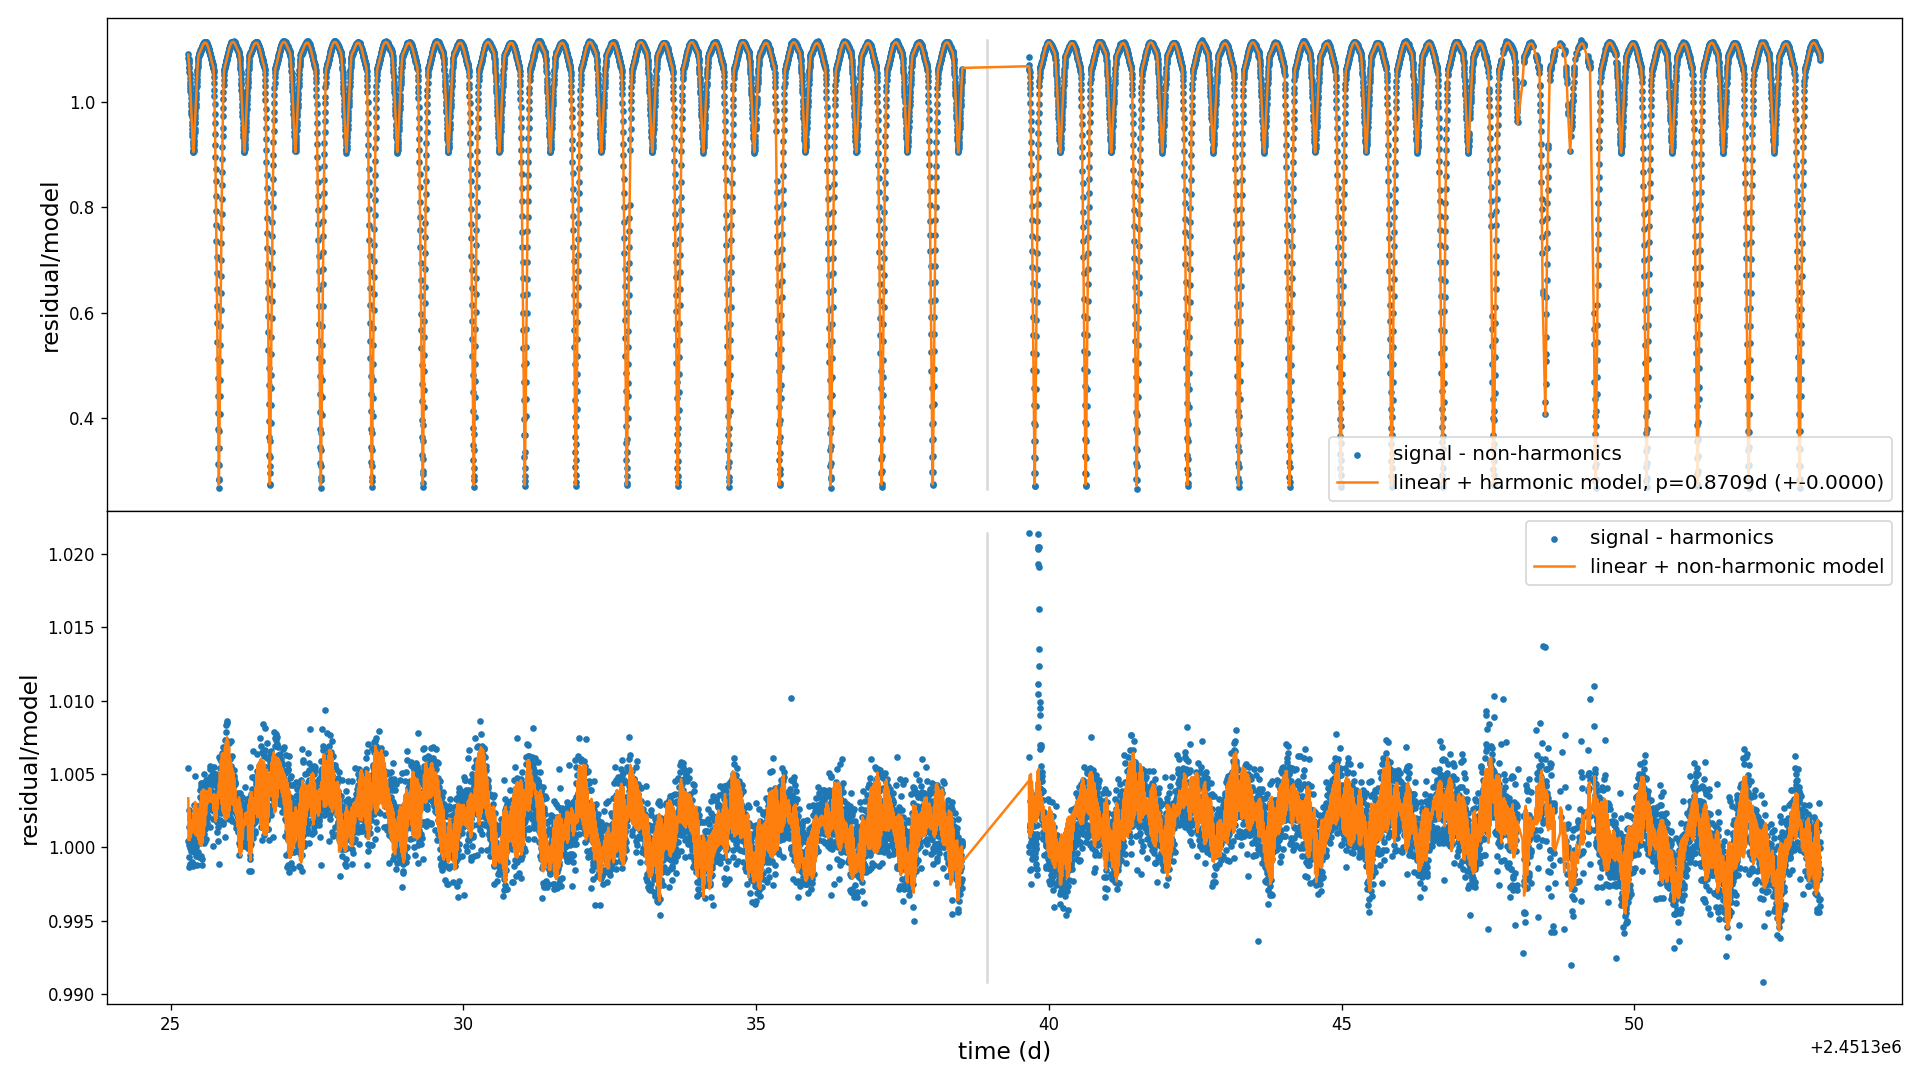 1.0
0.8
0.6
0.4
residual/model
signal - non-harmonics
linear + harmonic model, p=0.8709d (+-0.0000)
1.020
1.015
1.010
1.005
1.000
0.995
0.990
residual/model
signal - harmonics
linear + non-harmonic model
25
30
35
40
45
50
time (d)
+2.4513e6